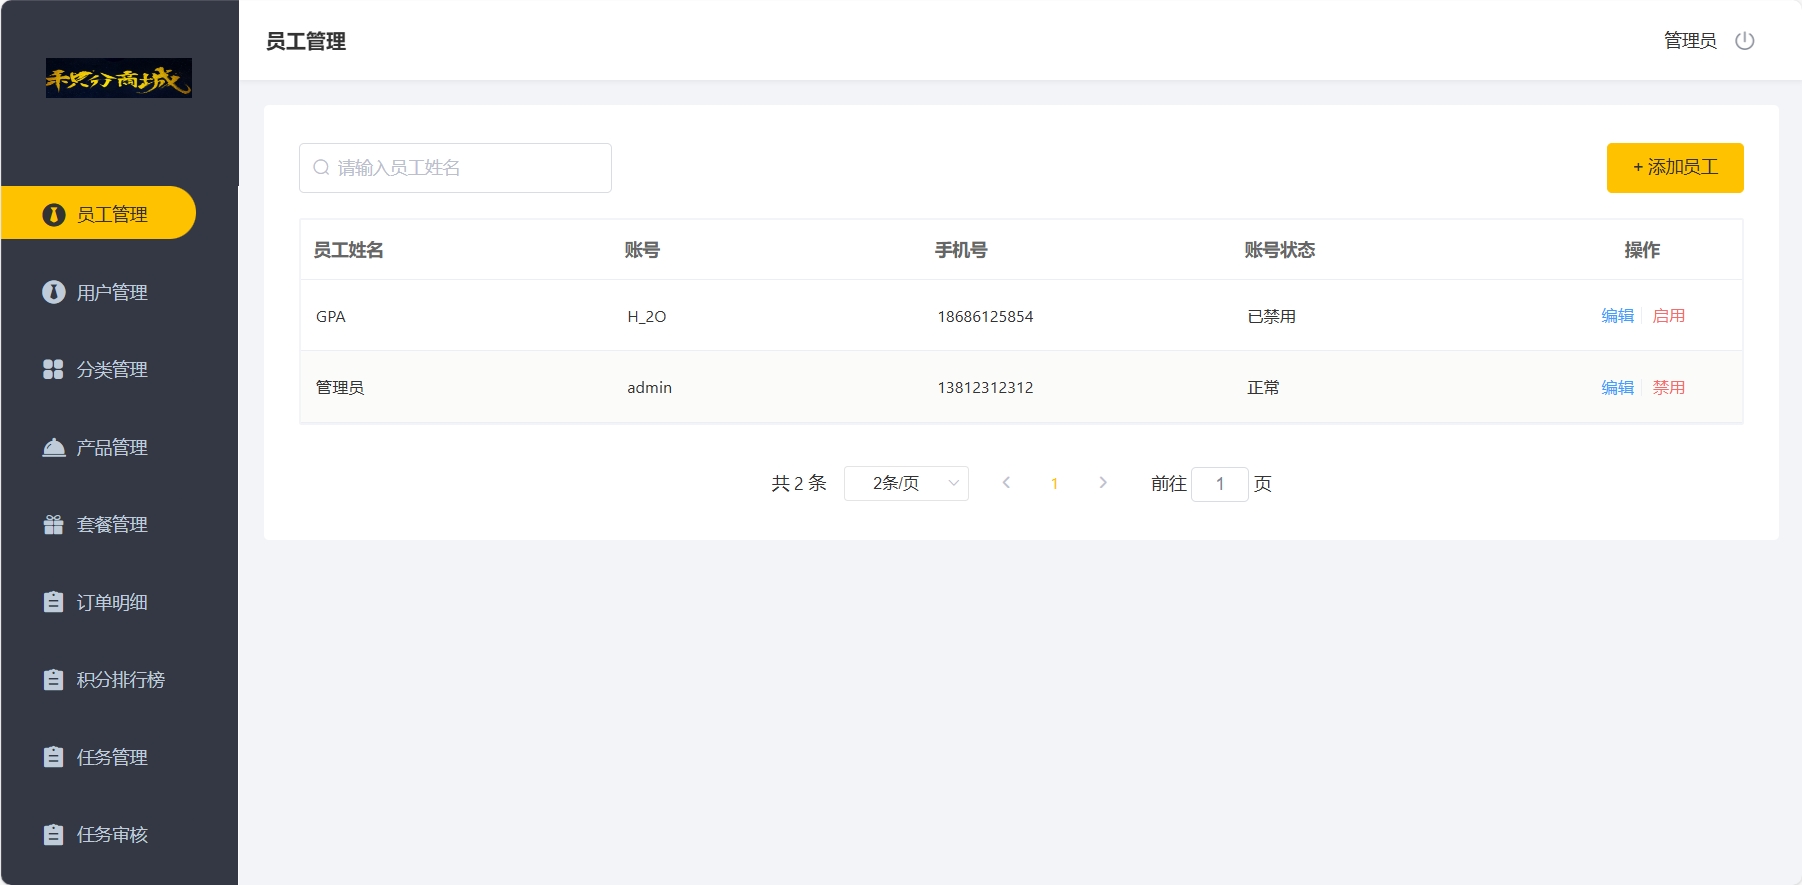 积分商城
员工管理
用户管理
分类管理
产品管理
套餐管理
订单明细
积分排行榜
任务管理
任务审核
员工管理
管理员
请输入员工姓名
+ 添加员工
员工姓名 账号 手机号 账号状态 操作
GPA H_2O 18686125854 已禁用 编辑 启用
管理员 admin 13812312312 正常 编辑 禁用
共 2 条 2条/页 1 前往 1 页